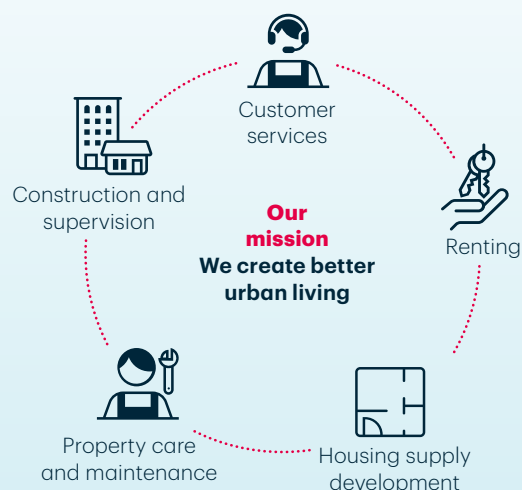 Customer
services
Construction and
supervision
Our
mission
We create better
urban living
Renting
Property care
and maintenance
Housing supply
development